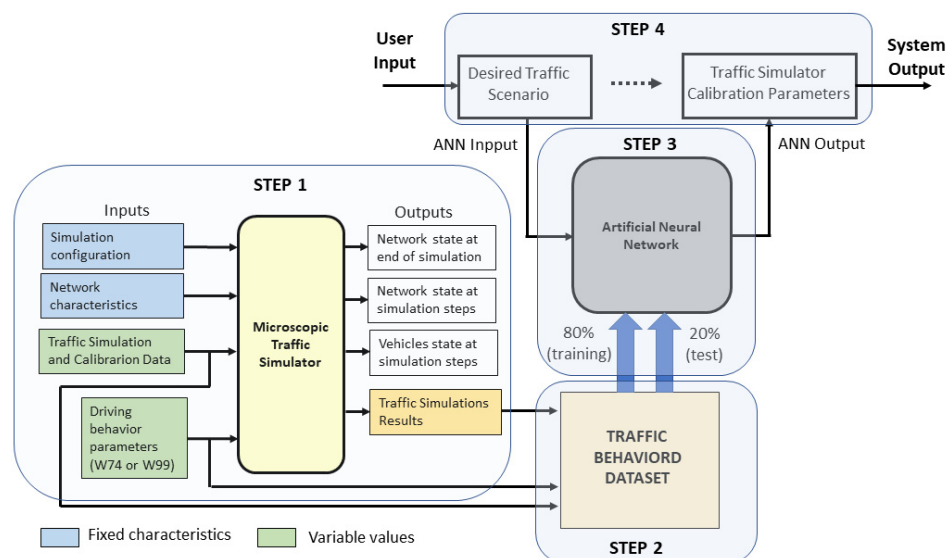 STEP 4
User
Input
System
Output
Desired Traffic
Scenario
Traffic Simulator
Calibration Parameters
ANN Inpput
ANN Output
STEP 3
Artificial Neural
Network
80%
(training)
20%
(test)
STEP 1
Inputs
Outputs
Simulation
configuration
Network
characteristics
Traffic Simulation
and Calibrarion Data
Driving
behavior
parameters
(W74 or W99)
Microscopic
Traffic
Simulator
Network state at
end of simulation
Network state at
simulation steps
Vehicles state at
simulation steps
Traffic Simulations
Results
TRAFFIC
BEHAVIORD
DATASET
STEP 2
Fixed characteristics
Variable values